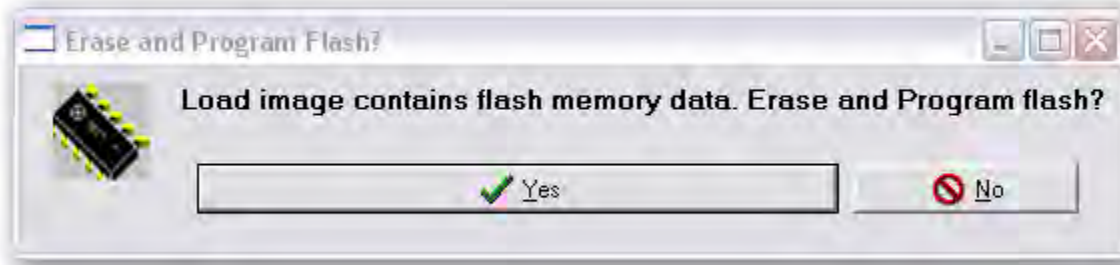 Erase and Program Flash?
Load image contains flash memory data. Erase and Program flash?
Yes
No